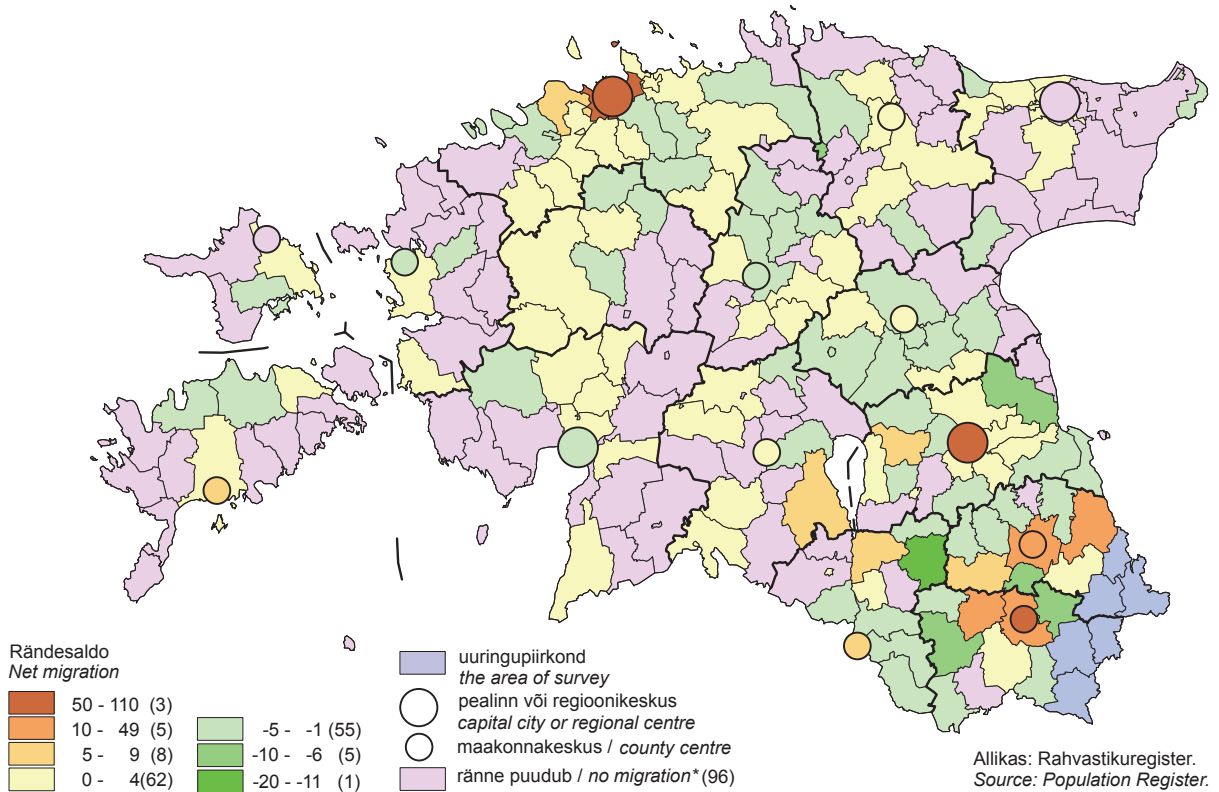 Rändesaldo
Net migration
50 - 110 (3)
10 - 49 (5)
5 - 9 (8)
0 - 4(62)
-5 - -1 (55)
-10 - -6 (5)
-20 - -11 (1)
uuringupiirkond
the area of survey
pealinn või regioonikeskus
capital city or regional centre
maakonnakeskus / county centre
ränne puudub / no migration* (96)
Allikas: Rahvastikuregister.
Source: Population Register.